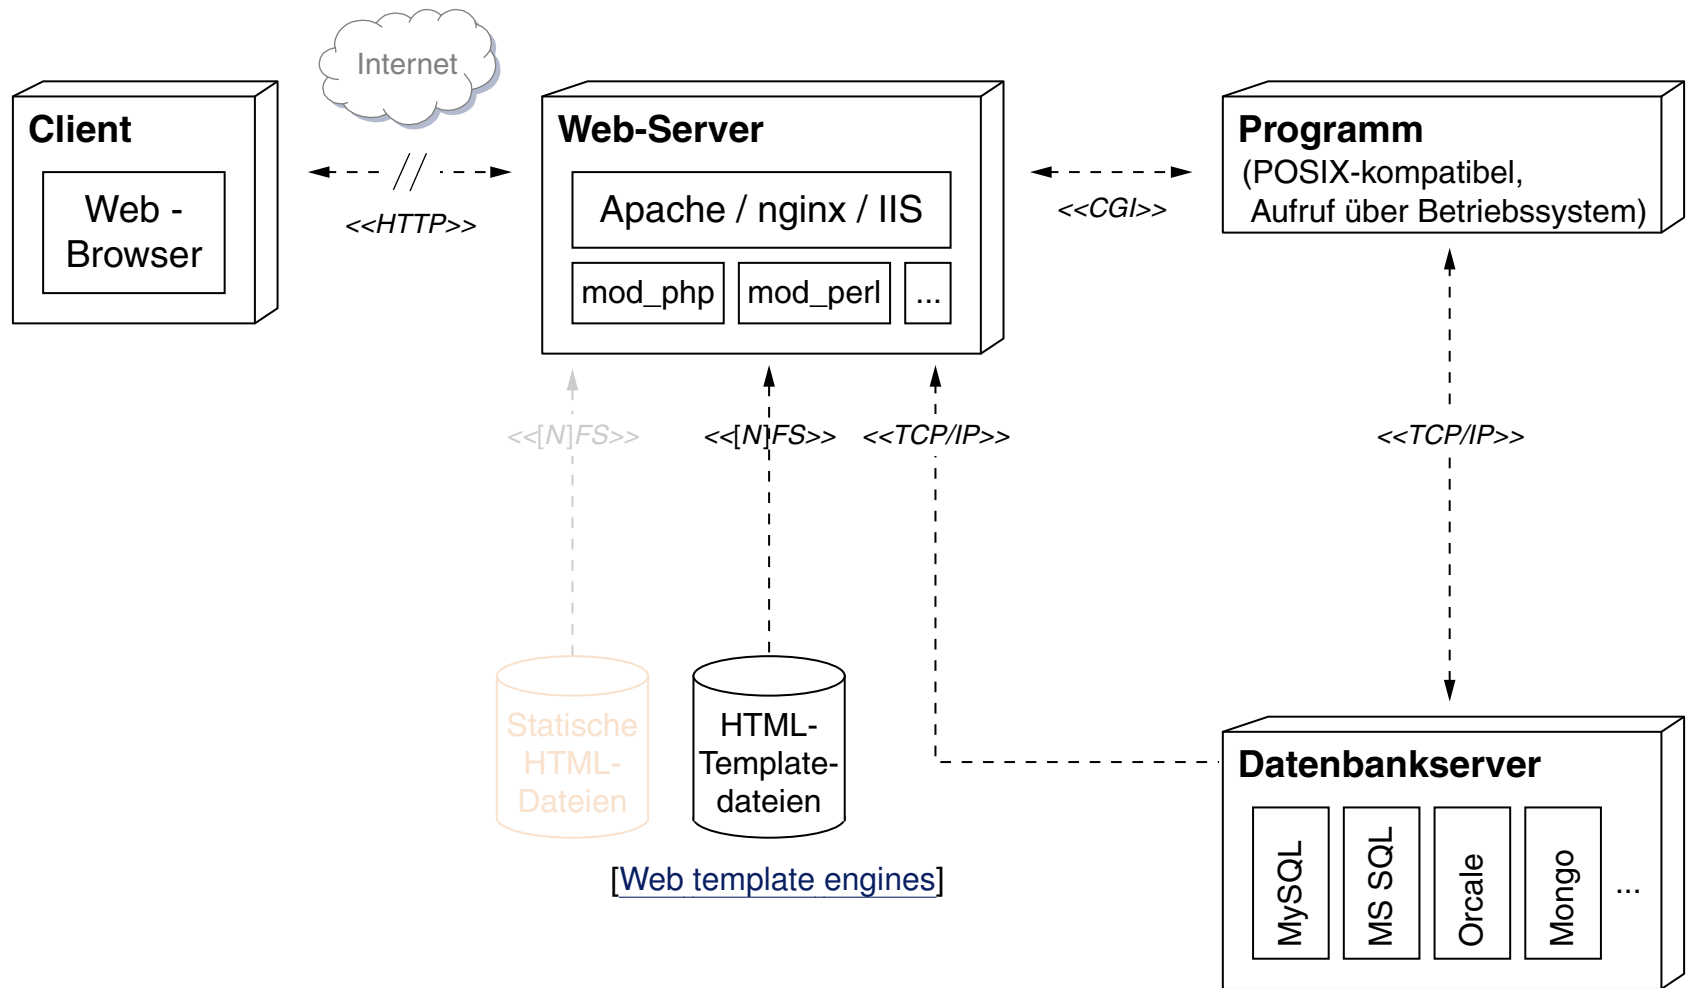 Internet
Client
Web -
Browser
<<HTTP>>
Web-Server
Apache / nginx / IIS
mod_php
mod_perl
...
<<CGI>>
Programm
(POSIX-kompatibel,
Aufruf über Betriebssystem)
<<[N]FS>>
<<[N]FS>>
<<TCP/IP>>
<<TCP/IP>>
Statische
HTML-
Dateien
HTML-
Template-
dateien
[Web template engines]
Datenbankserver
MySQL
MS SQL
Orcale
Mongo
...